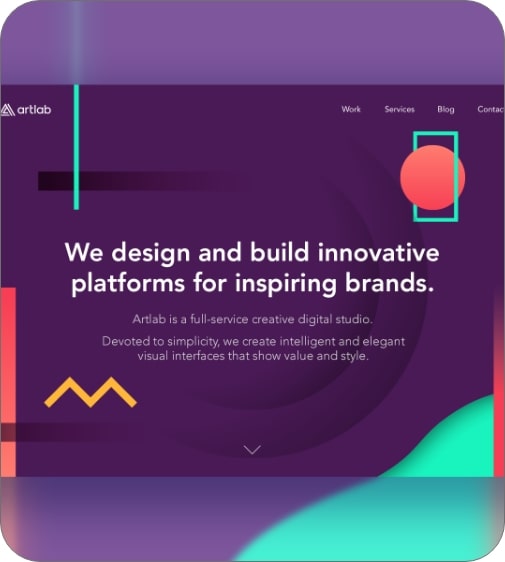 artlab
Work Services Blog Contact
We design and build innovative
platforms for inspiring brands.
Artlab is a full-service creative digital studio.
Devoted to simplicity, we create intelligent and elegant
visual interfaces that show value and style.